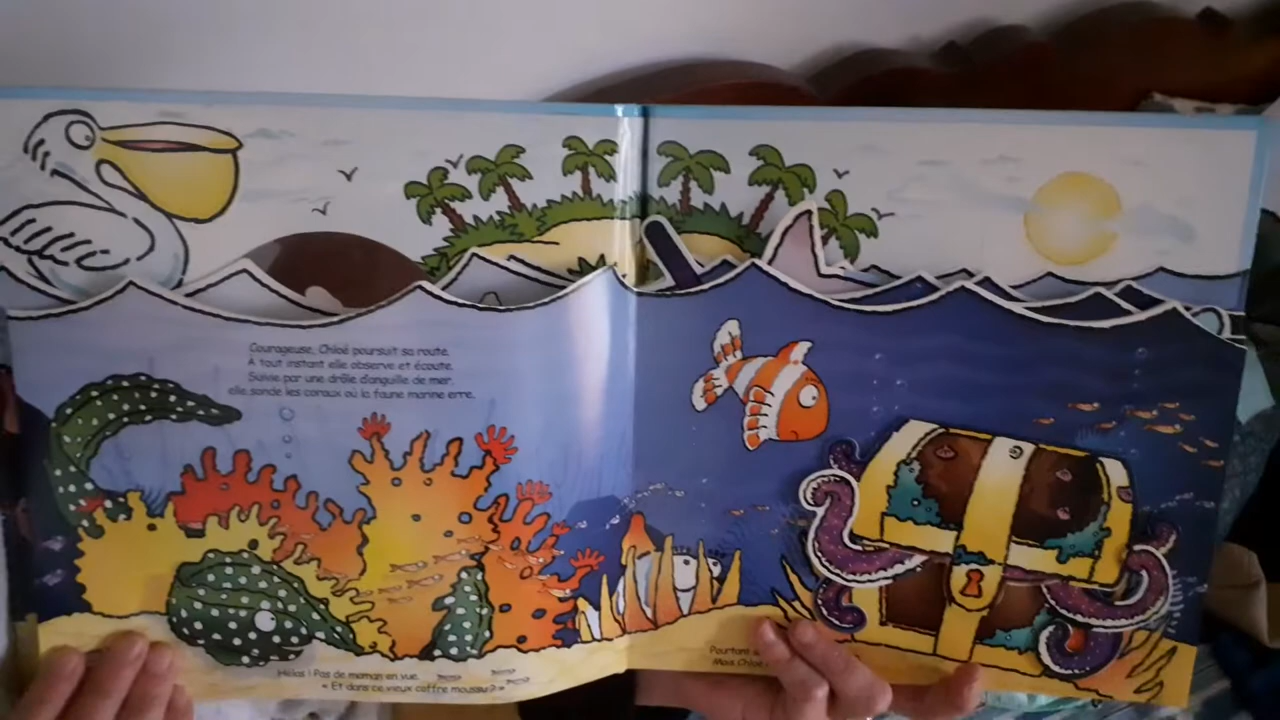 Courageuse, Chloé poursuit sa route.
À tout instant elle observe et écoute.
Suivie par une drôle d'anguille de mer,
elle sonde les coraux où la faune marine erre.
Hélas ! Pas de maman en vue.
« Et dans ce vieux coffre moussu ? »
Pourtant
Mais Chloé